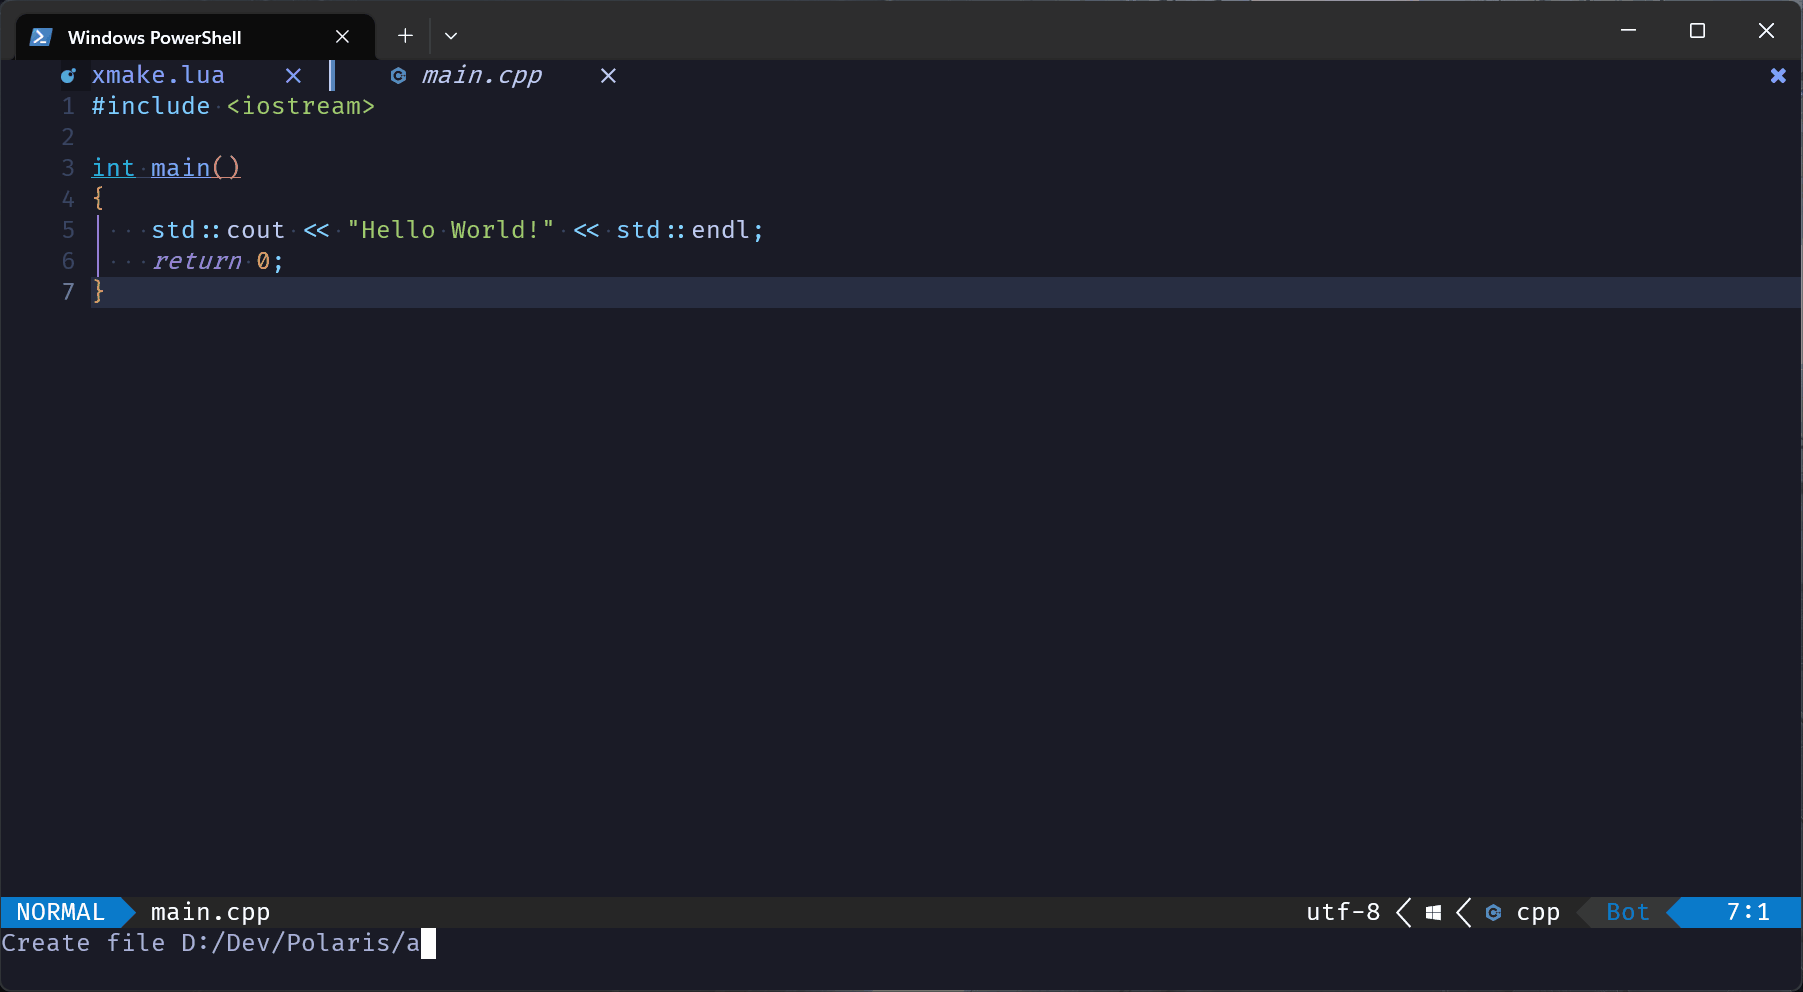 Windows PowerShell
xmake.lua main.cpp
1 #include <iostream>
2
3 int main()
4 {
5 std::cout << "Hello World!" << std::endl;
6 return 0;
7 }
NORMAL main.cpp utf-8 cpp Bot 7:1
Create file D:/Dev/Polaris/a